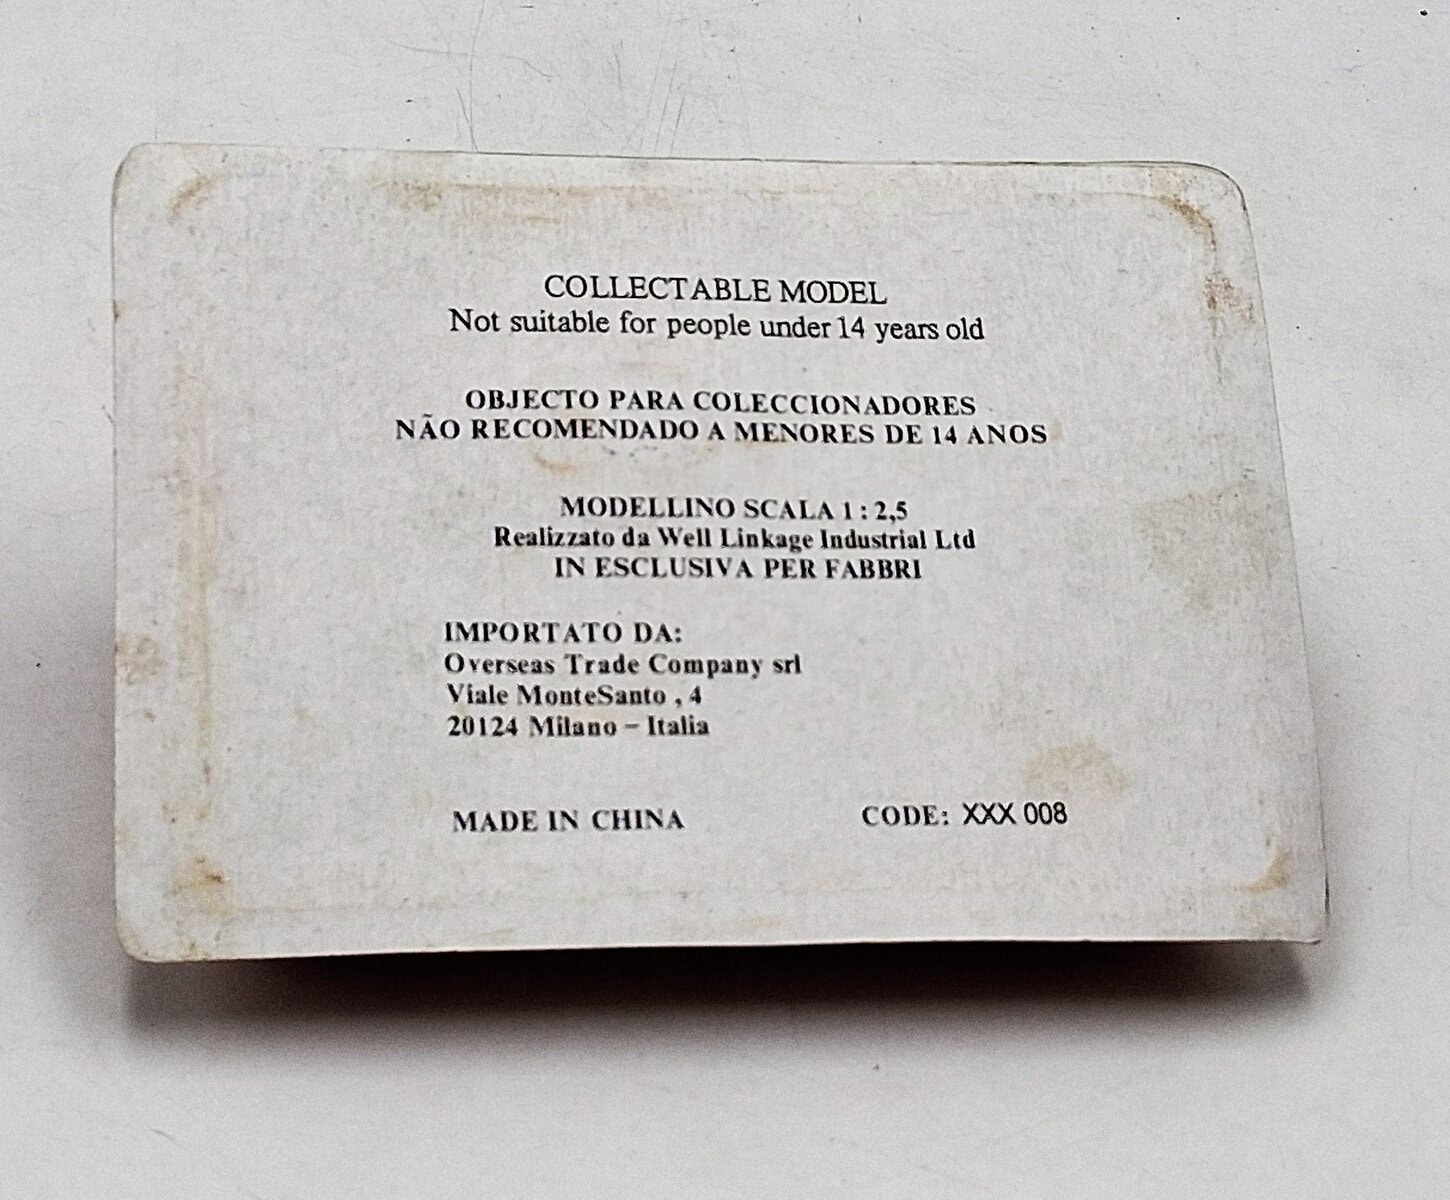 COLLECTABLE MODEL
Not suitable for people under 14 years old
OBJECTO PARA COLECCIONADORES
NÃO RECOMENDADO A MENORES DE 14 ANOS
MODELLINO SCALA 1 : 2,5
Realizzato da Well Linkage Industrial Ltd
IN ESCLUSIVA PER FABBRI
IMPORTATO DA:
Overseas Trade Company srl
Viale MonteSanto , 4
20124 Milano – Italia
MADE IN CHINA CODE: XXX 008